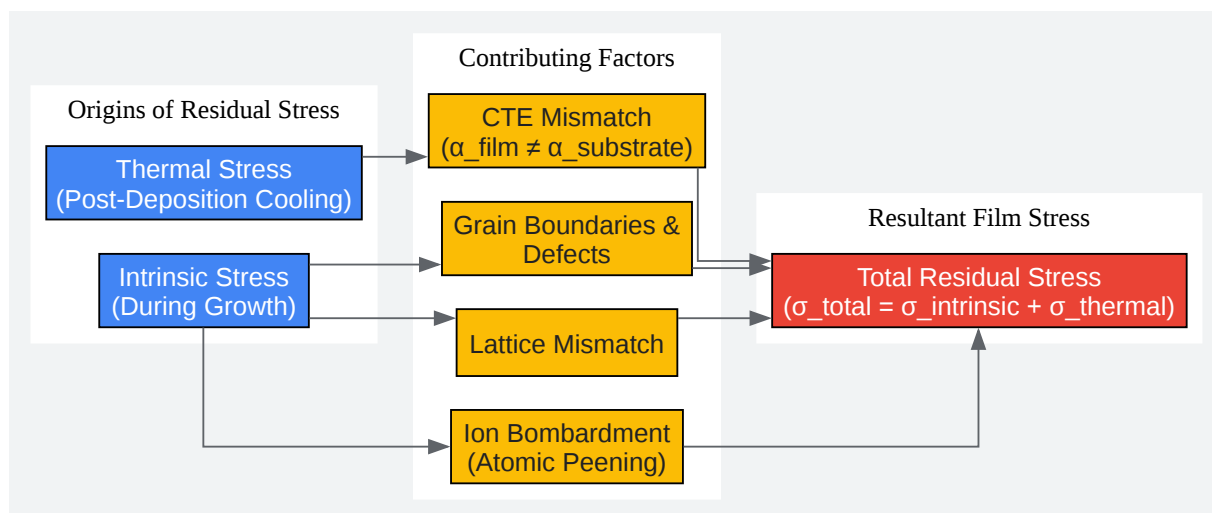 Origins of Residual Stress
Thermal Stress
(Post-Deposition Cooling)
Intrinsic Stress
(During Growth)
Contributing Factors
CTE Mismatch
(α_film ≠ α_substrate)
Grain Boundaries &
Defects
Lattice Mismatch
Ion Bombardment
(Atomic Peening)
Resultant Film Stress
Total Residual Stress
(σ_total = σ_intrinsic + σ_thermal)